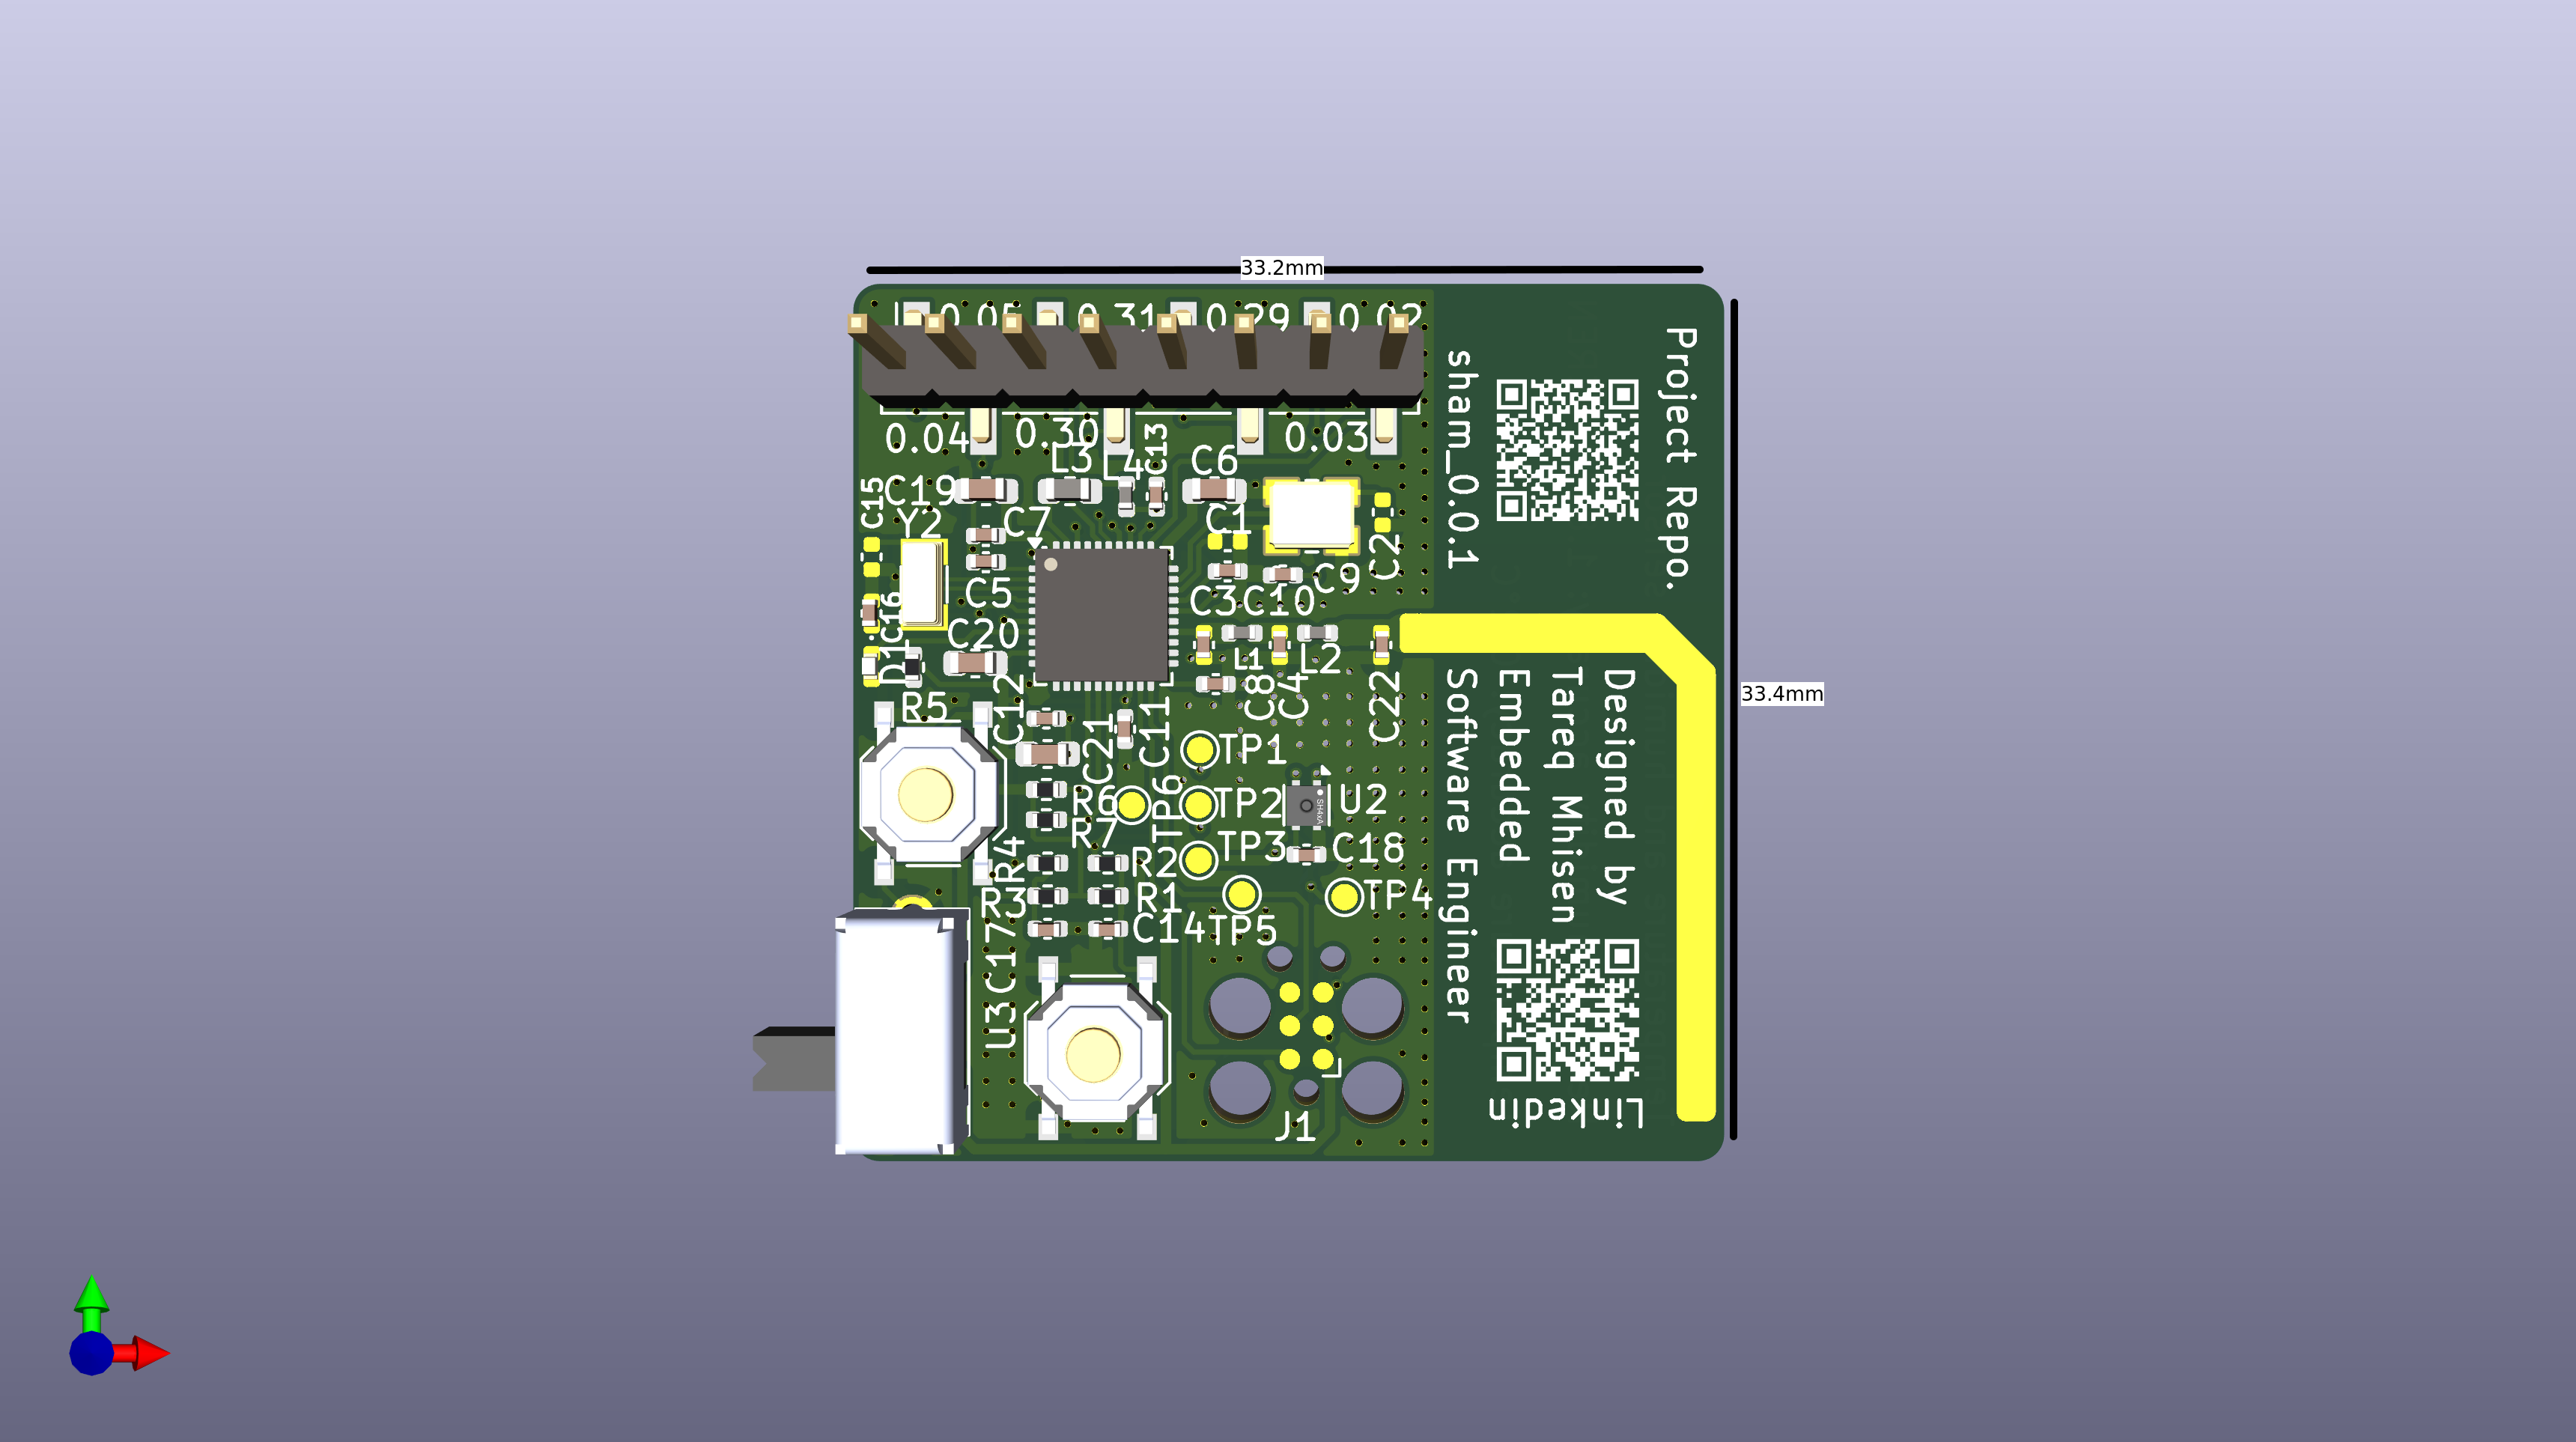 33.2mm
33.4mm
0.04
0.30
0.03
L3
L4
C13
C6
C15
C19
Y2
C7
C1
C2
C5
C9
C3
C10
C16
C20
D1
L1
L2
C8
C4
C22
R5
C12
C21
C11
TP1
R6
TP6
TP2
U2
SH4xA
R7
TP3
C18
R4
R2
R3
R1
TP4
C17
C14
TP5
U3
J1
sham_0.0.1
Project Repo.
Designed by
Tareq Mhisen
Embedded
Software Engineer
Linkedin